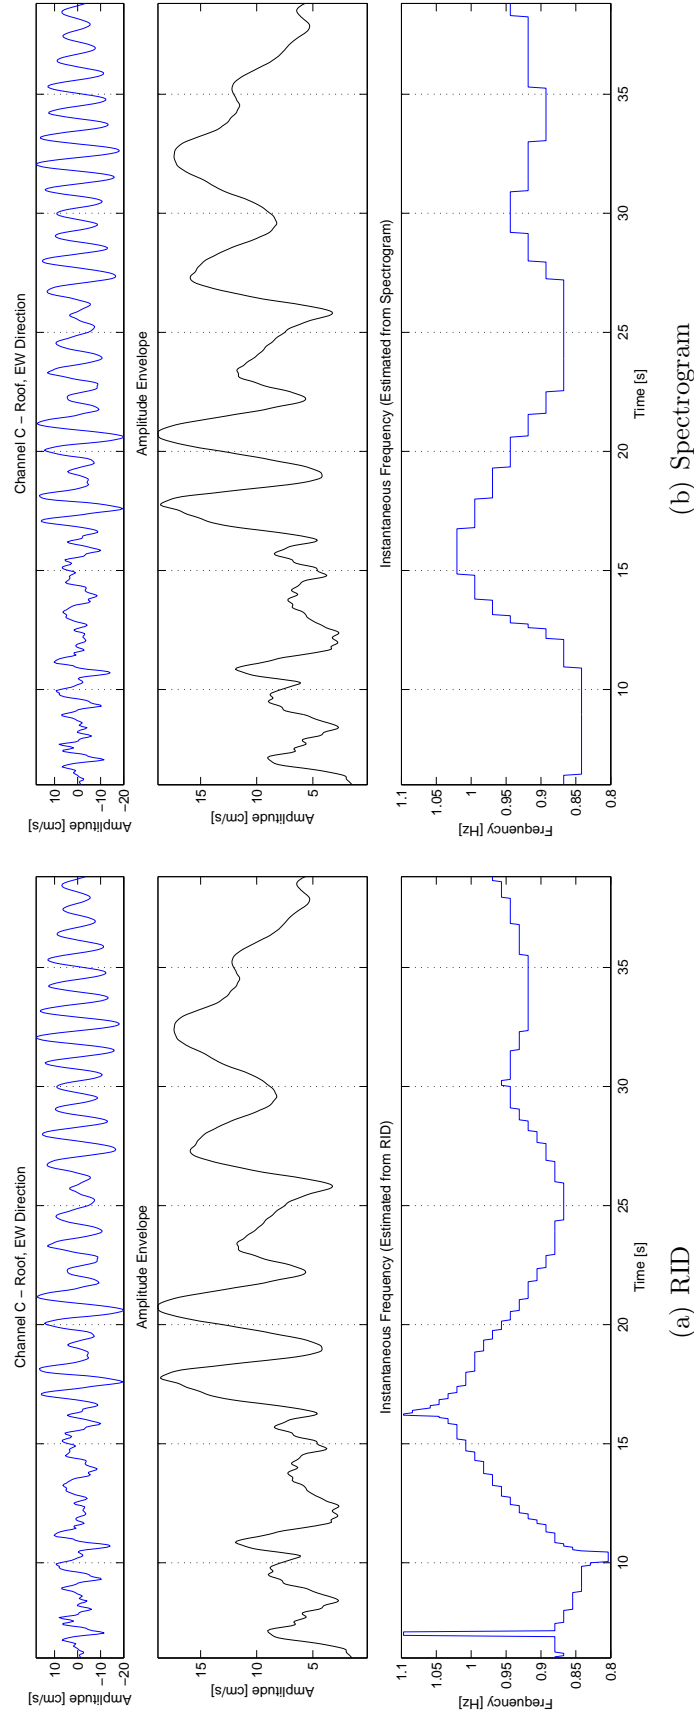 Channel C − Roof, EW Direction
10
0
−10
−20
Amplitude [cm/s]
Amplitude Envelope
15
10
5
Amplitude [cm/s]
Instantaneous Frequency (Estimated from RID)
1.1
1.05
1
0.95
0.9
0.85
0.8
Frequency [Hz]
10
15
20
25
30
35
Time [s]
(a) RID
Channel C − Roof, EW Direction
10
0
−10
−20
Amplitude [cm/s]
Amplitude Envelope
15
10
5
Amplitude [cm/s]
Instantaneous Frequency (Estimated from Spectrogram)
1.1
1.05
1
0.95
0.9
0.85
0.8
Frequency [Hz]
10
15
20
25
30
35
Time [s]
(b) Spectrogram